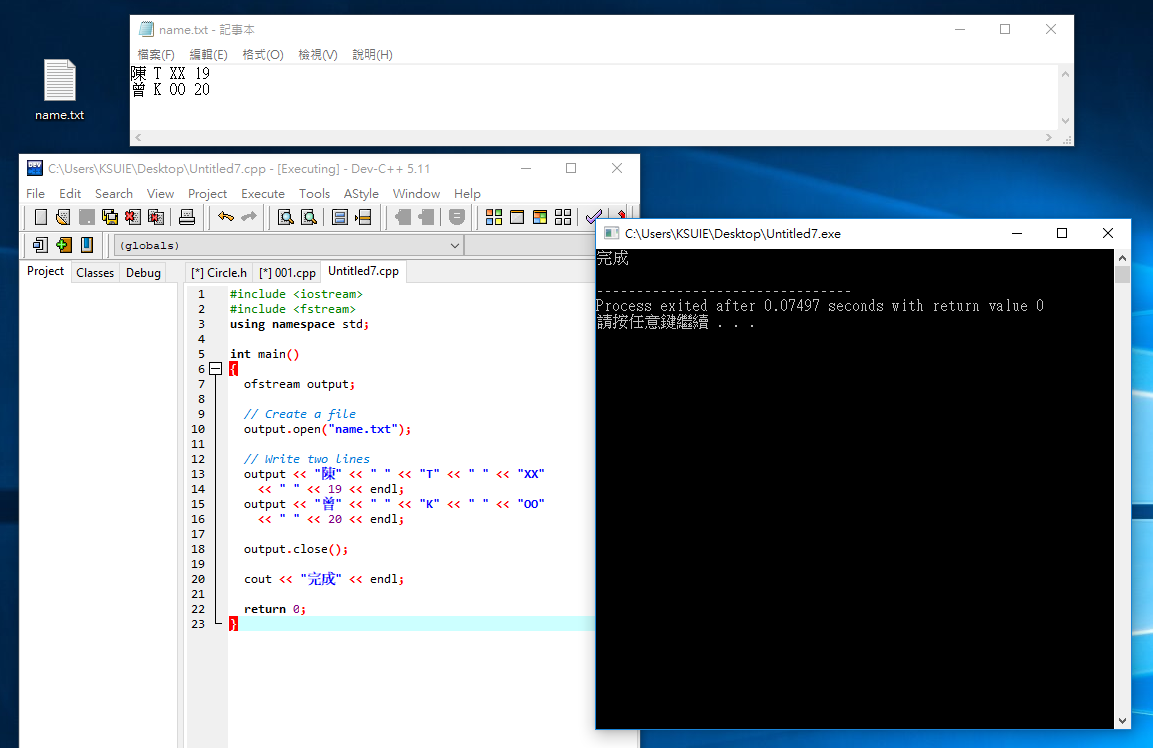 name.txt
name.txt - 記事本
檔案(F) 編輯(E) 格式(O) 檢視(V) 說明(H)
陳 T XX 19
曾 K OO 20
C:\Users\KSUIE\Desktop\Untitled7.cpp - [Executing] - Dev-C++ 5.11
File Edit Search View Project Execute Tools AStyle Window Help
(globals)
Project Classes Debug
[*] Circle.h [*] 001.cpp Untitled7.cpp
1 #include <iostream>
2 #include <fstream>
3 using namespace std;
4
5 int main()
6 {
7 ofstream output;
8
9 // Create a file
10 output.open("name.txt");
11
12 // Write two lines
13 output << "陳" << " " << "T" << " " << "XX"
14 << " " << 19 << endl;
15 output << "曾" << " " << "K" << " " << "OO"
16 << " " << 20 << endl;
17
18 output.close();
19
20 cout << "完成" << endl;
21
22 return 0;
23 }
C:\Users\KSUIE\Desktop\Untitled7.exe
完成
--------------------------------
Process exited after 0.07497 seconds with return value 0
請按任意鍵繼續 . . .